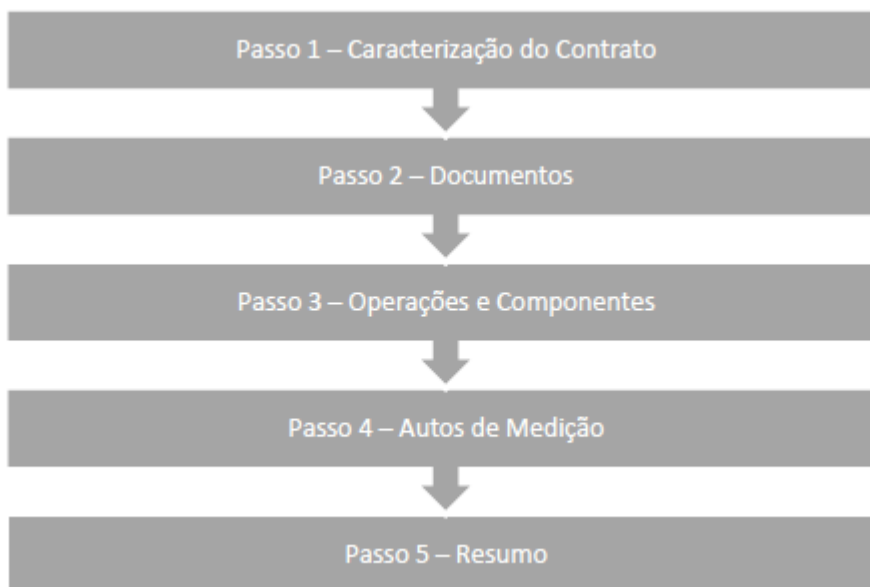 Passo 1 – Caracterização do Contrato
Passo 2 – Documentos
Passo 3 – Operações e Componentes
Passo 4 – Autos de Medição
Passo 5 – Resumo